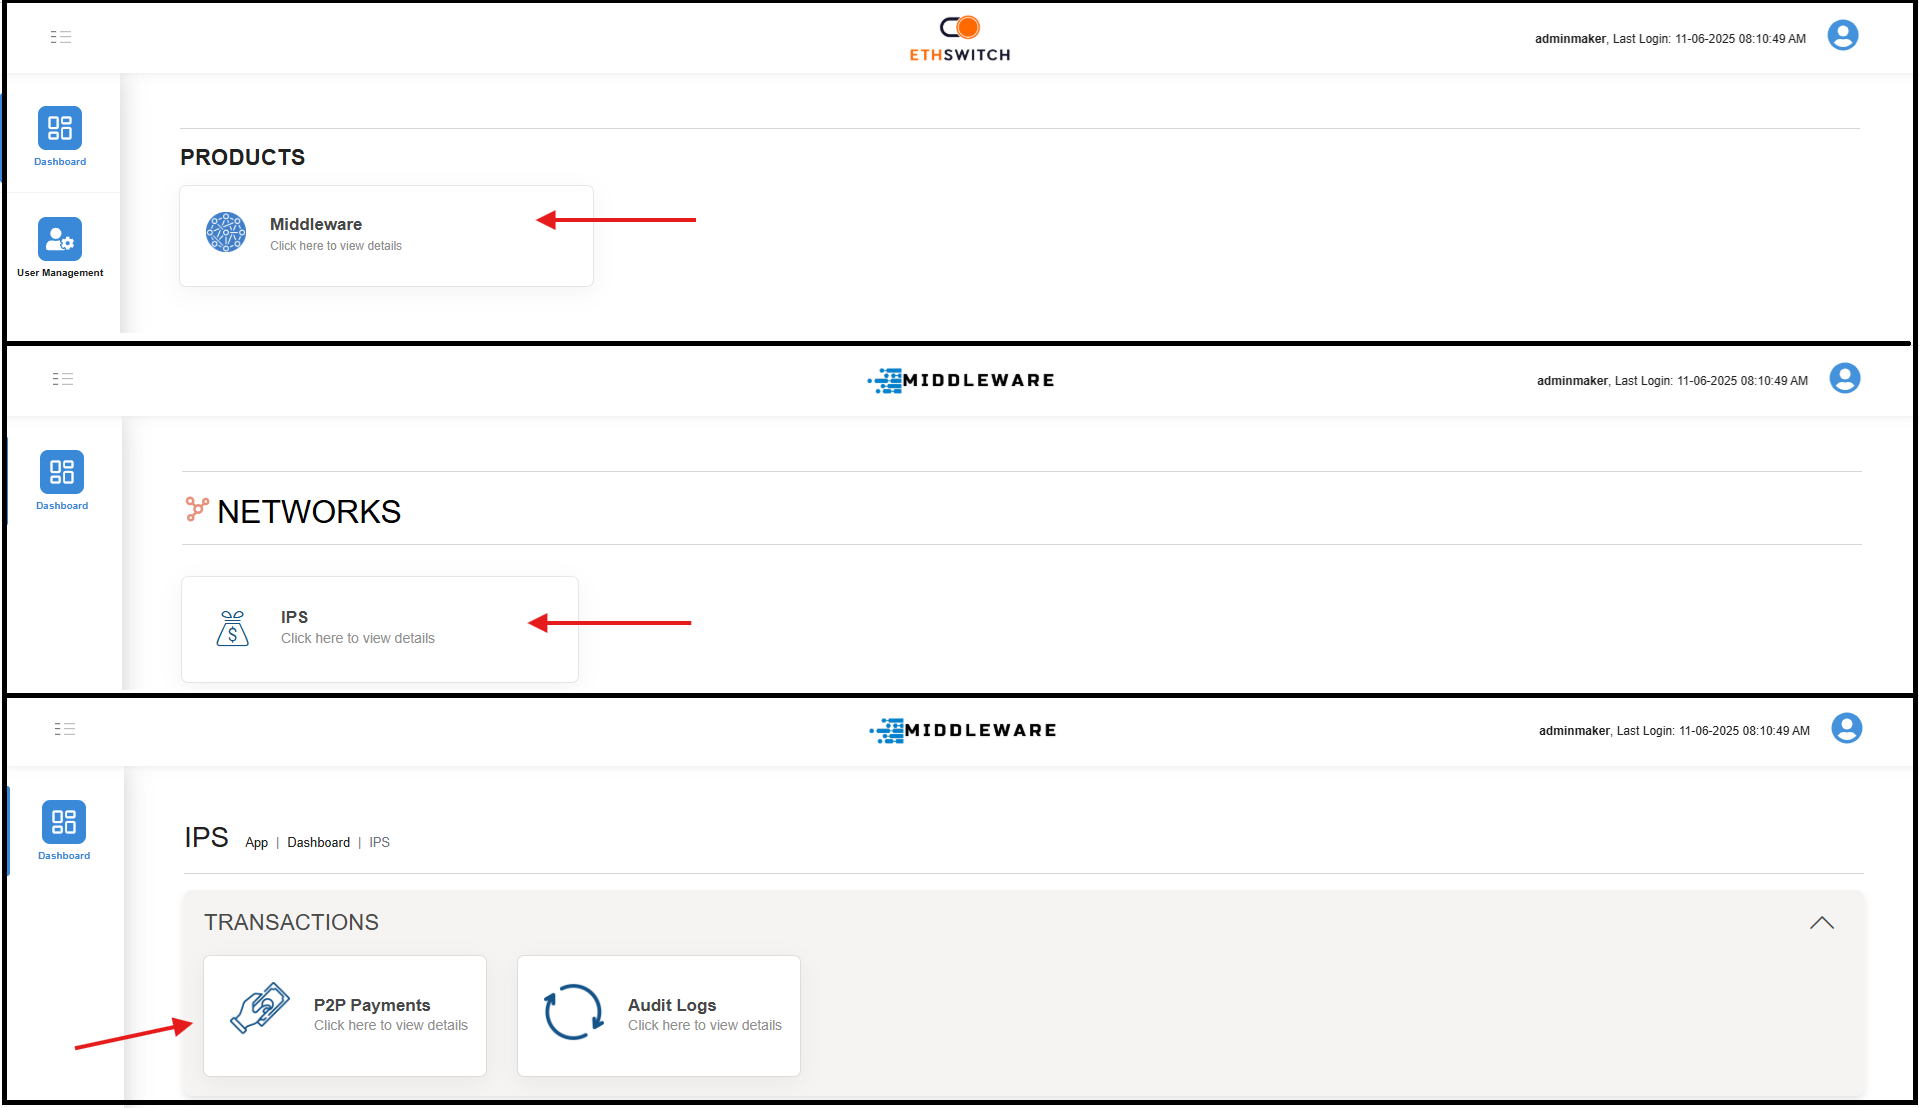 ETHSWITCH
adminmaker, Last Login: 11-06-2025 08:10:49 AM
Dashboard
User Management
PRODUCTS
Middleware
Click here to view details
MIDDLEWARE
adminmaker, Last Login: 11-06-2025 08:10:49 AM
Dashboard
NETWORKS
IPS
Click here to view details
MIDDLEWARE
adminmaker, Last Login: 11-06-2025 08:10:49 AM
Dashboard
IPS App | Dashboard | IPS
TRANSACTIONS
P2P Payments
Click here to view details
Audit Logs
Click here to view details